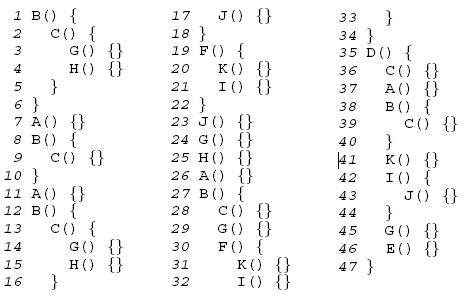 1 B() {
2   C() {
3     G() {}
4     H() {}
5   }
6 }
7 A() {}
8 B() {
9   C() {}
10 }
11 A() {}
12 B() {
13   C() {
14     G() {}
15     H() {}
16   }
17   J() {}
18 }
19 F() {
20   K() {}
21   I() {}
22 }
23 J() {}
24 G() {}
25 H() {}
26 A() {}
27 B() {
28   C() {}
29   G() {}
30   F() {
31     K() {}
32     I() {}
33   }
34 }
35 D() {
36   C() {}
37   A() {}
38   B() {
39     C() {}
40   }
41   K() {}
42   I() {
43     J() {}
44   }
45   G() {}
46   E() {}
47 }